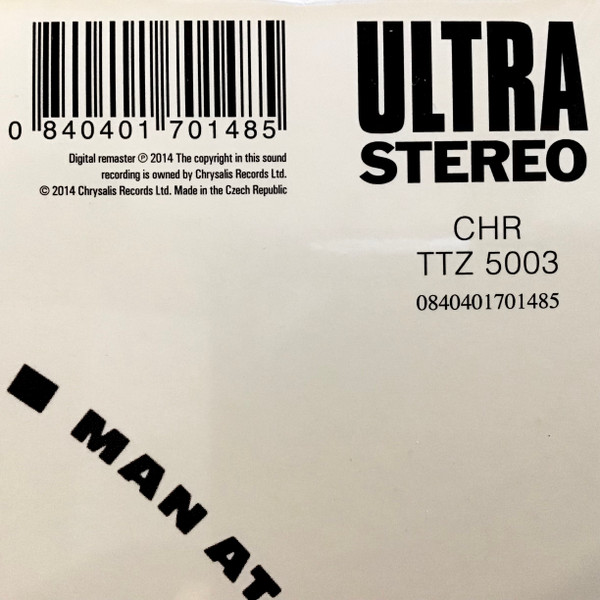 0 840401 701485
Digital remaster ℗ 2014 The copyright in this sound
recording is owned by Chrysalis Records Ltd.
© 2014 Chrysalis Records Ltd. Made in the Czech Republic
ULTRA
STEREO
CHR
TTZ 5003
0840401701485
MAN AT